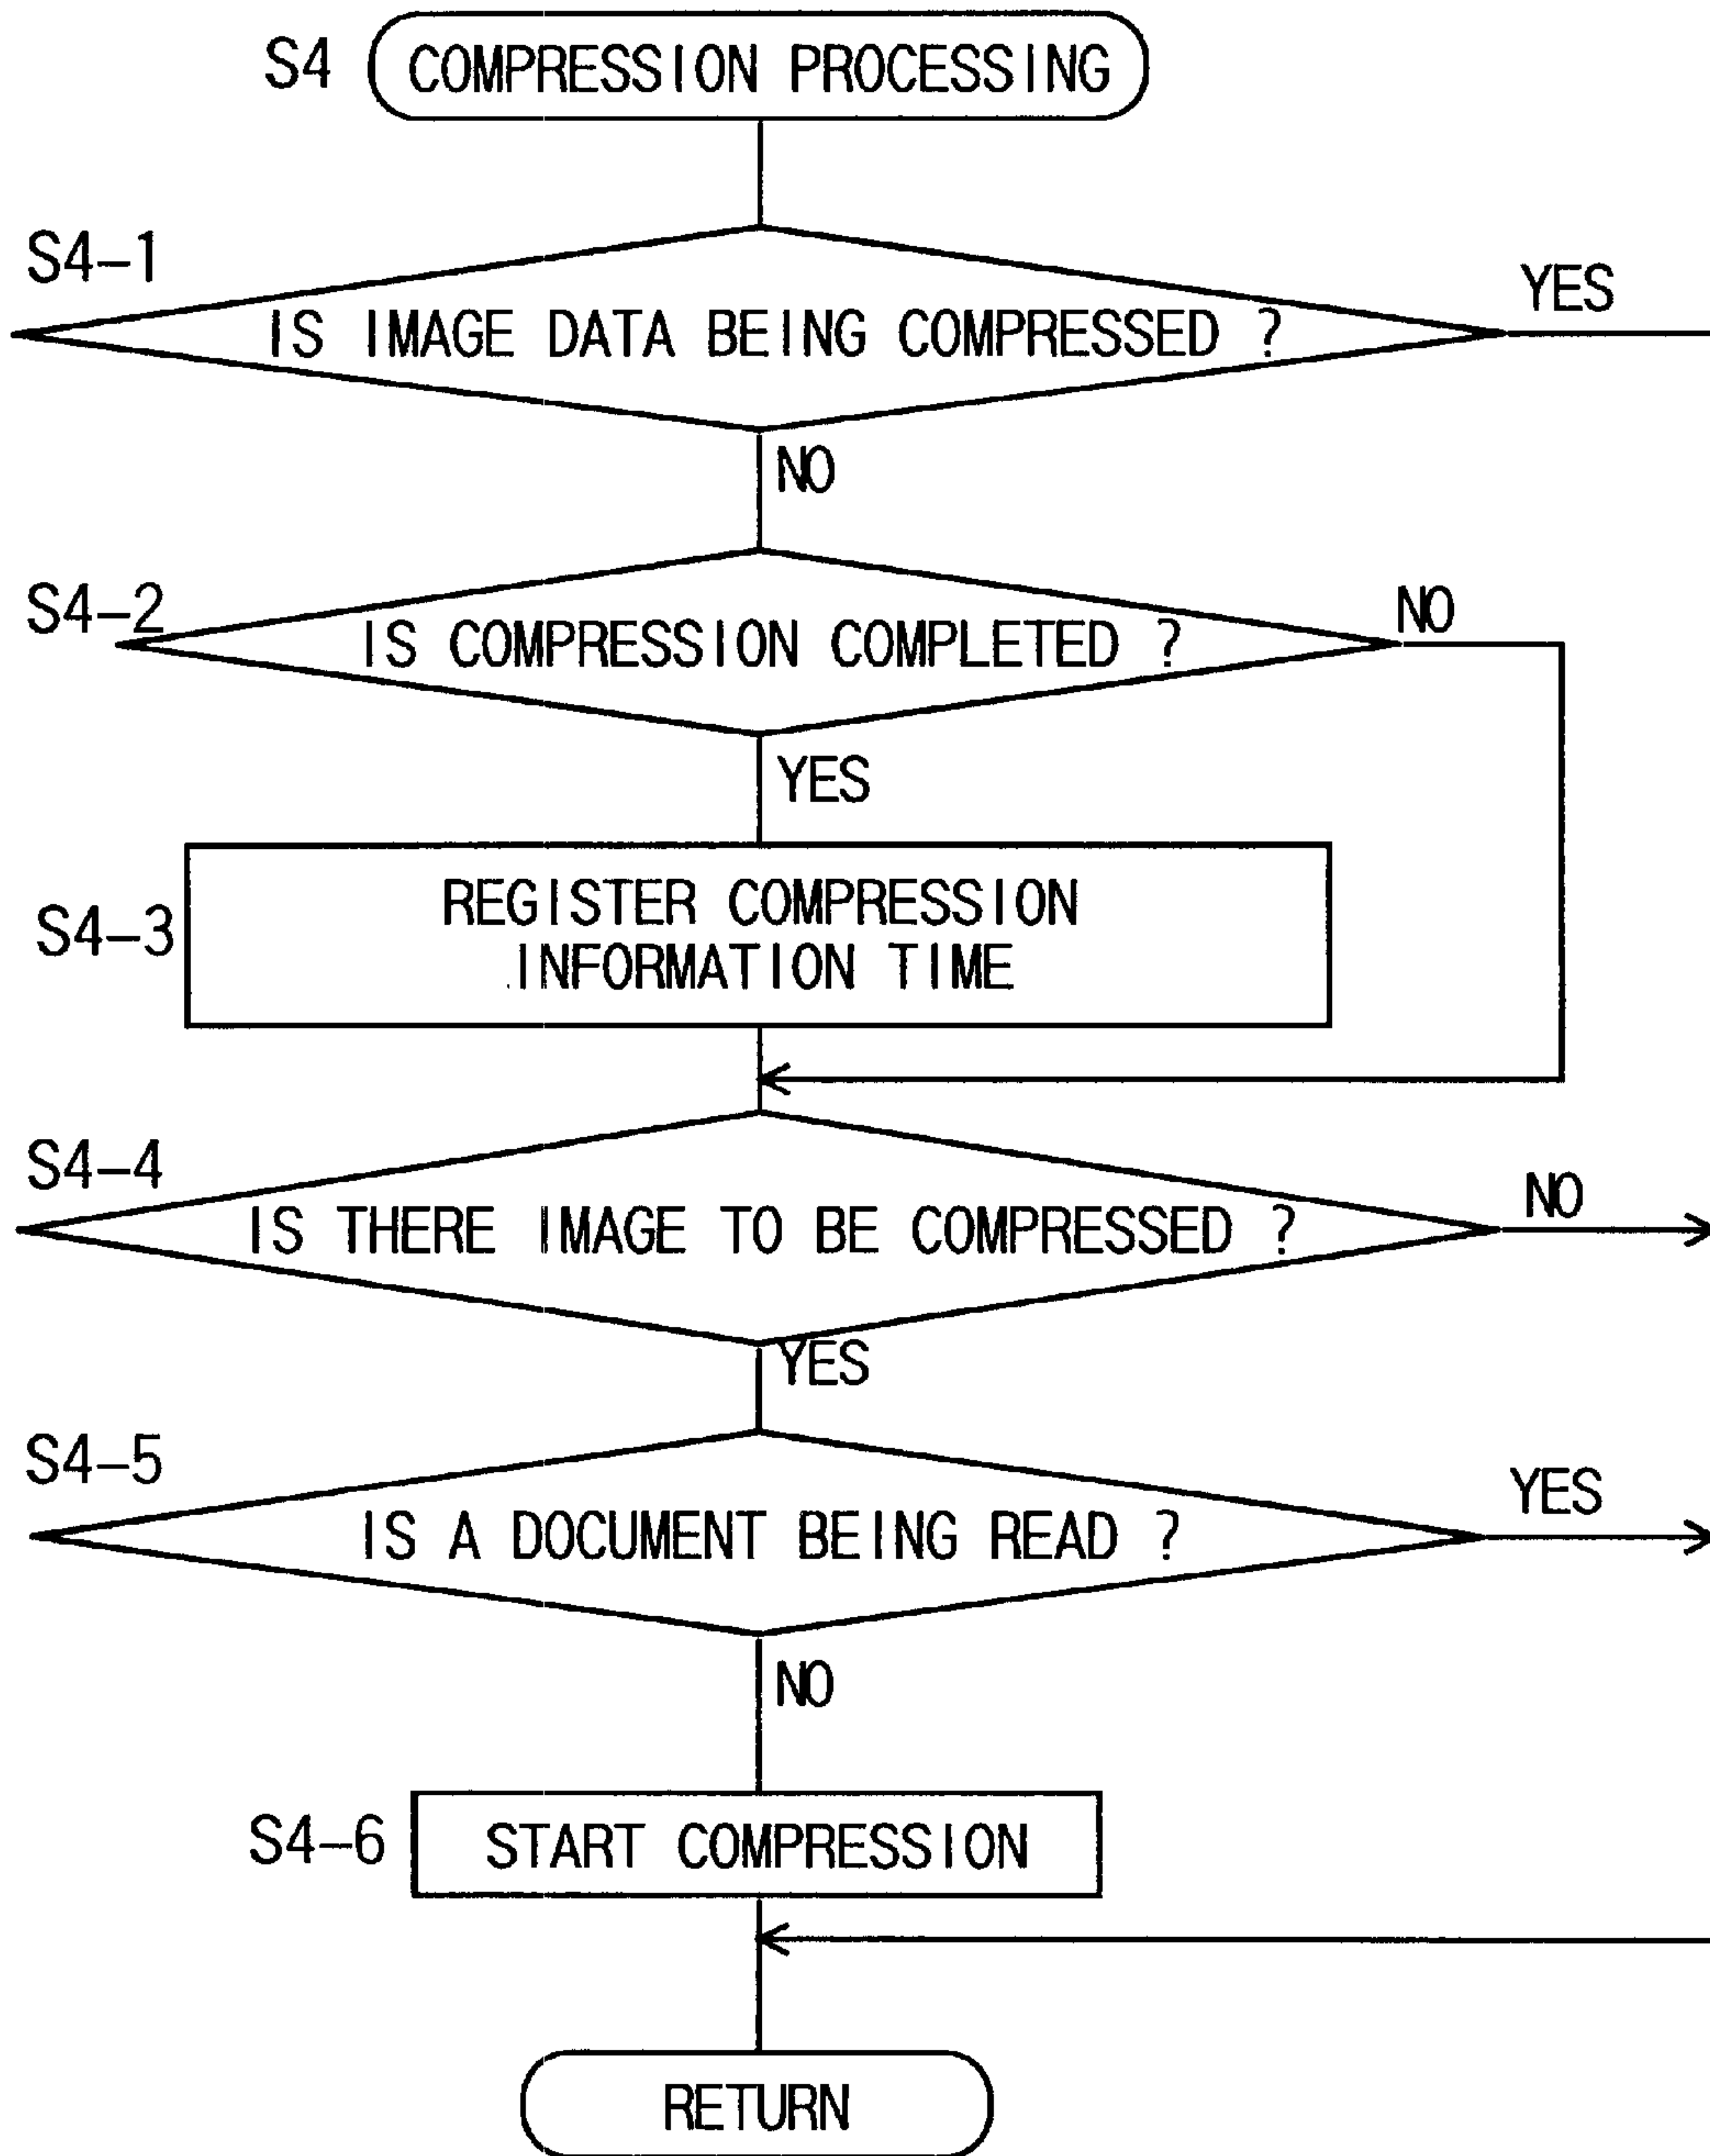 S4 COMPRESSION PROCESSING
S4-1
YES
IS IMAGE DATA BEING COMPRESSED ?
NO
S4-2
NO
IS COMPRESSION COMPLETED ?
YES
S4-3
REGISTER COMPRESSION
INFORMATION TIME
S4-4
NO
IS THERE IMAGE TO BE COMPRESSED ?
YES
S4-5
YES
IS A DOCUMENT BEING READ ?
NO
S4-6 START COMPRESSION
RETURN